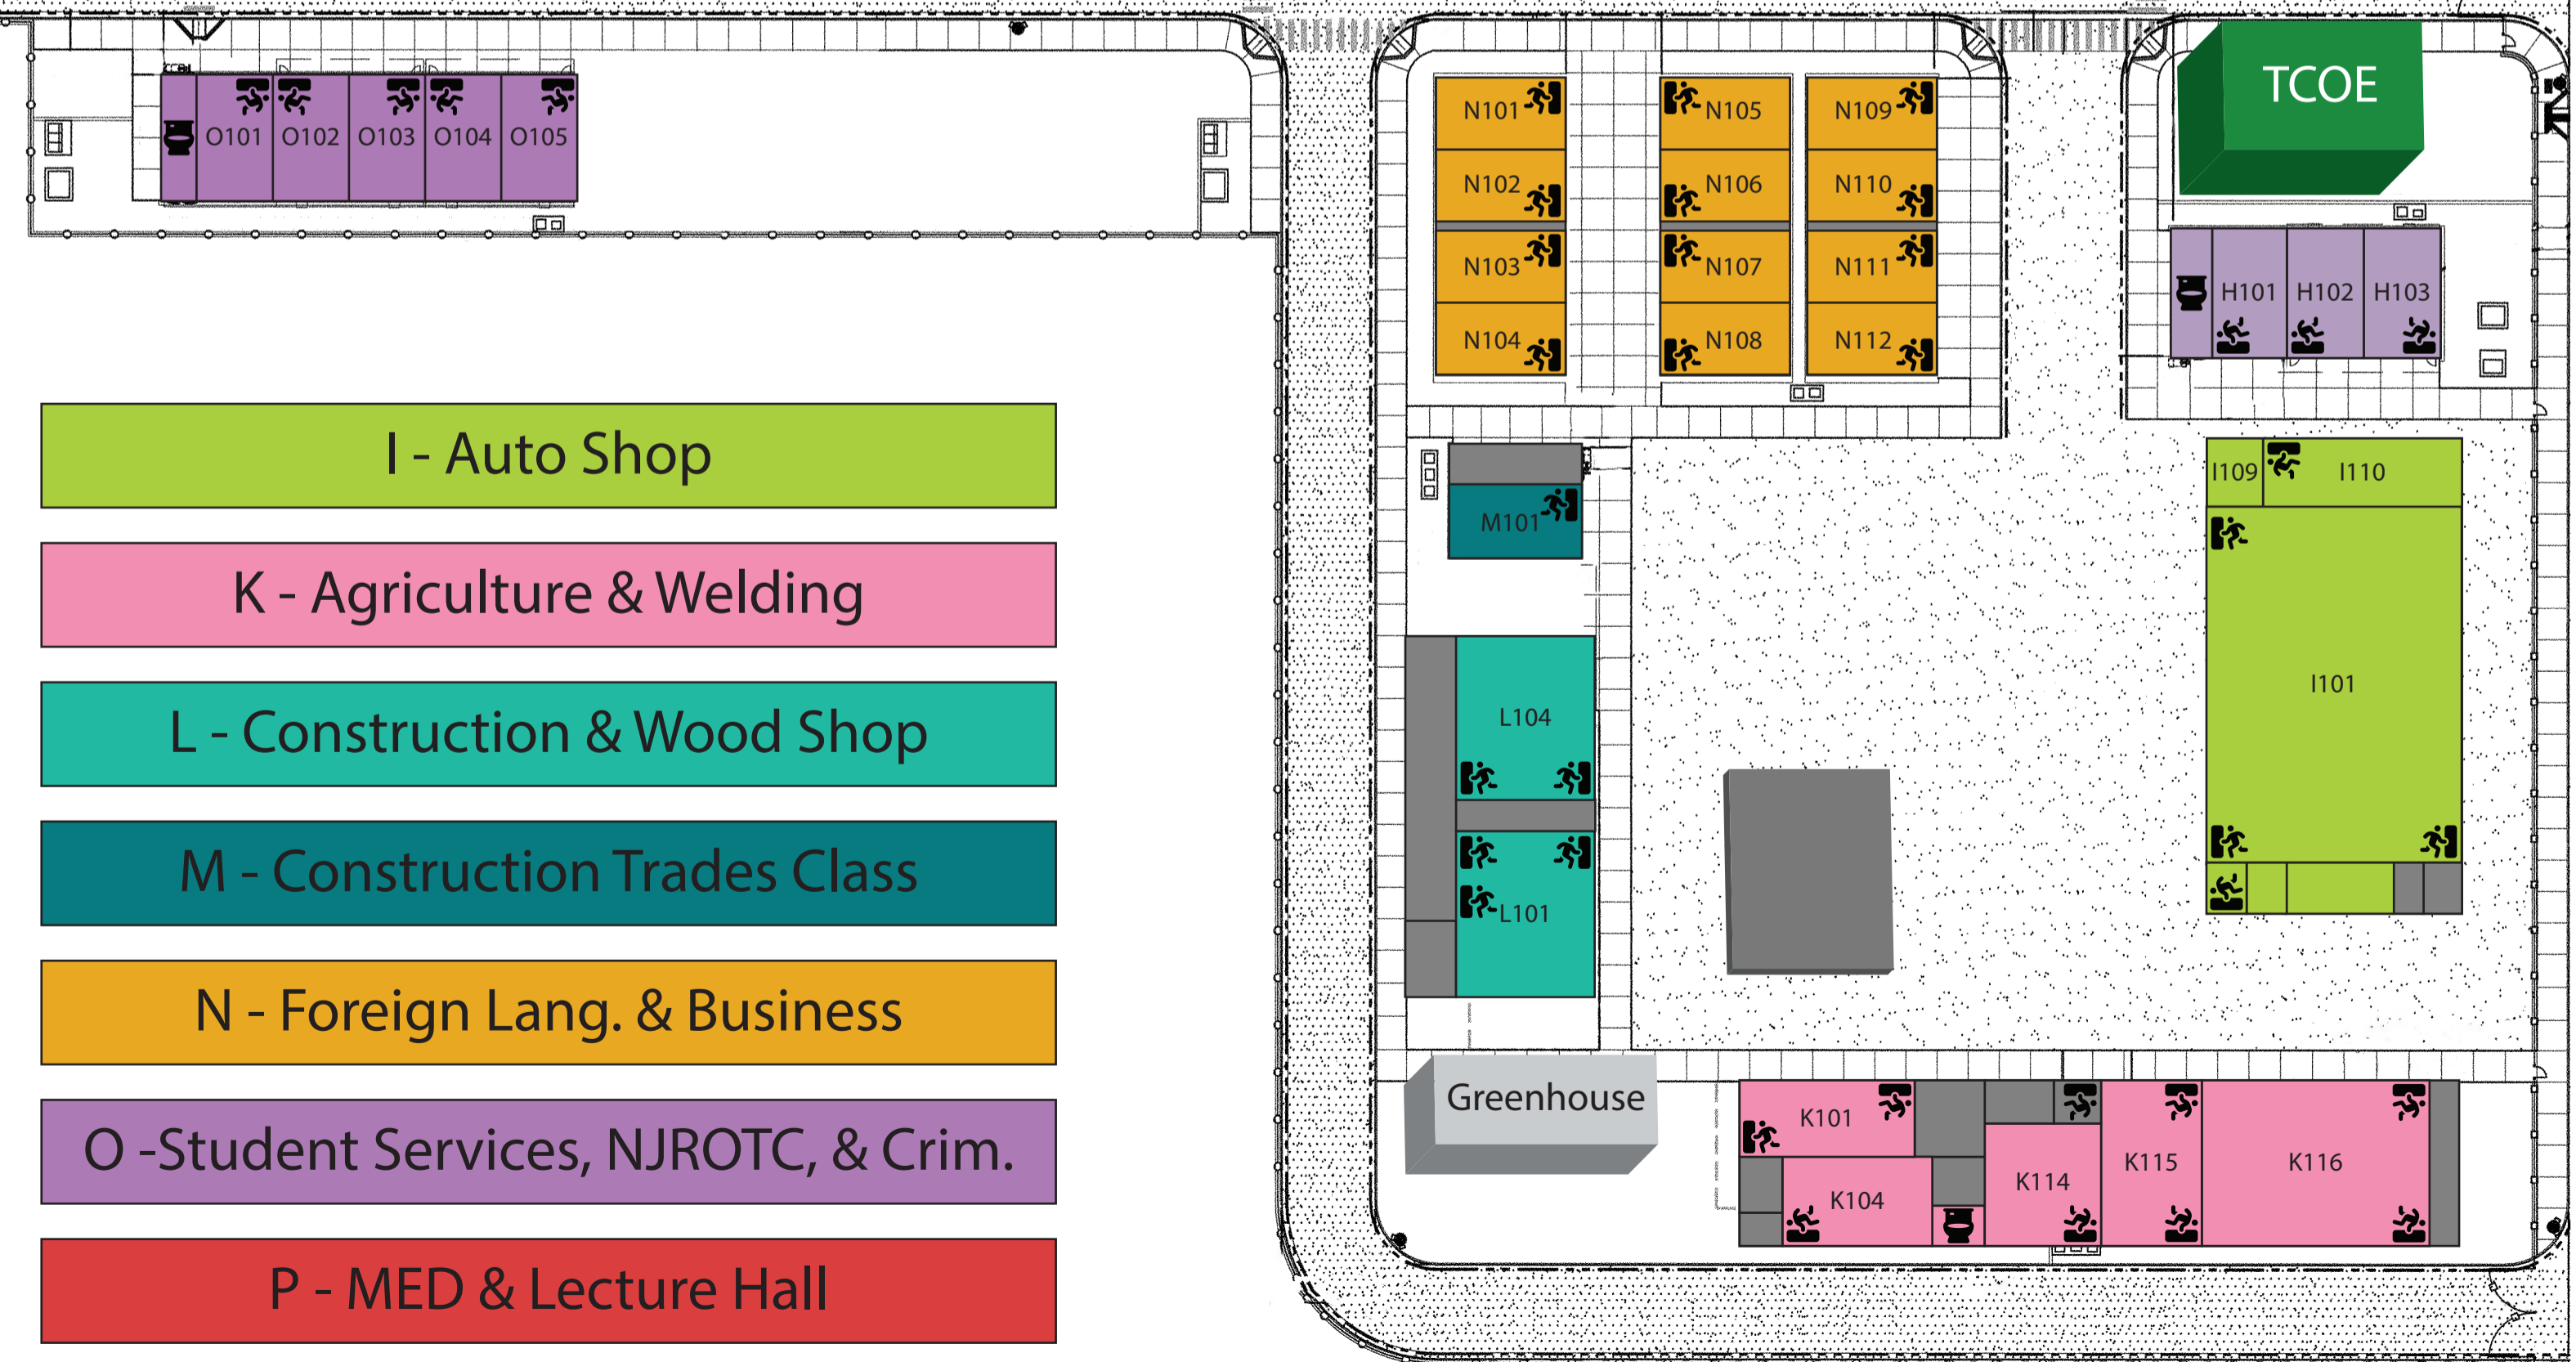 TCOE
O101
O102
O103
O104
O105
N101
N105
N109
N102
N106
N110
N103
N107
N111
N104
N108
N112
H101
H102
H103
I - Auto Shop
K - Agriculture & Welding
L - Construction & Wood Shop
M - Construction Trades Class
N - Foreign Lang. & Business
O -Student Services, NJROTC, & Crim.
P - MED & Lecture Hall
M101
I109
I110
I101
L104
L101
Greenhouse
K101
K104
K114
K115
K116